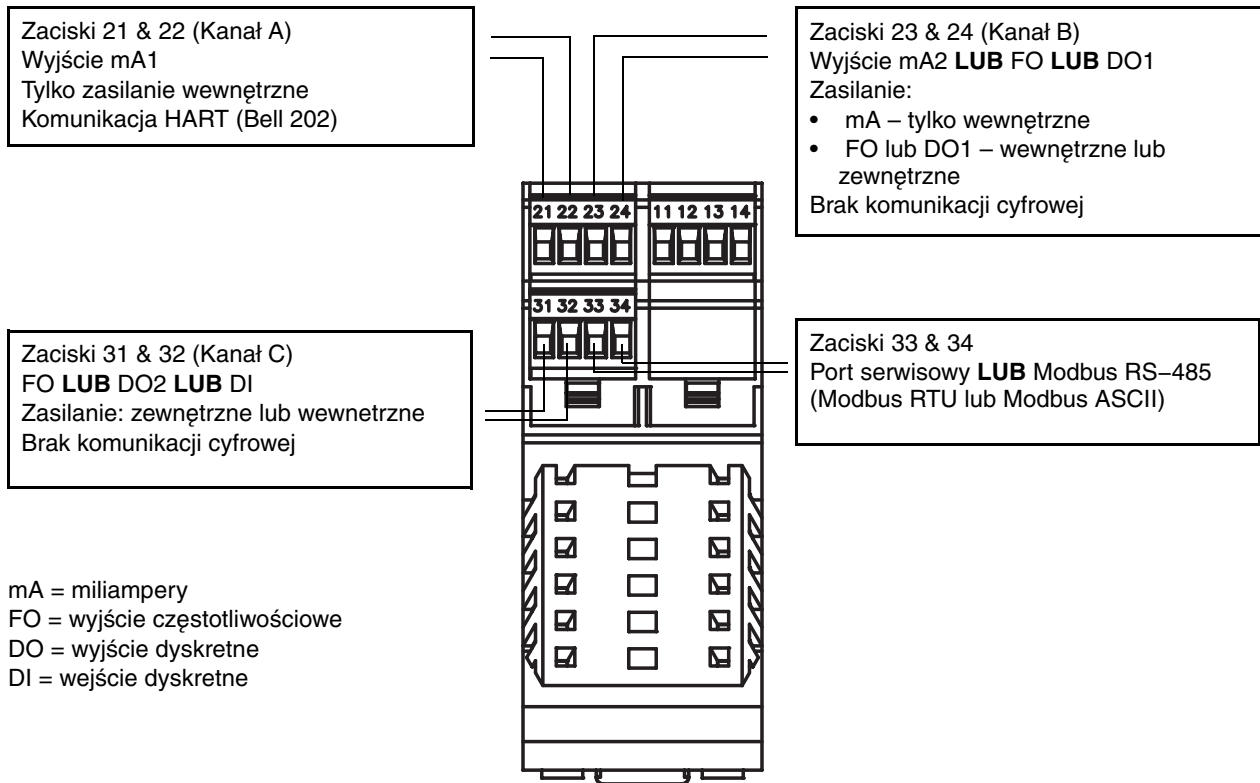 Zaciski 21 & 22 (Kanał A)
Wyjście mA1
Tylko zasilanie wewnętrzne
Komunikacja HART (Bell 202)
Zaciski 23 & 24 (Kanał B)
Wyjście mA2 LUB FO LUB DO1
Zasilanie:
• mA – tylko wewnętrzne
• FO lub DO1 – wewnętrzne lub
zewnętrzne
Brak komunikacji cyfrowej
21 22 23 24 11 12 13 14
31 32 33 34
Zaciski 31 & 32 (Kanał C)
FO LUB DO2 LUB DI
Zasilanie: zewnętrzne lub wewnetrzne
Brak komunikacji cyfrowej
Zaciski 33 & 34
Port serwisowy LUB Modbus RS–485
(Modbus RTU lub Modbus ASCII)
mA = miliampery
FO = wyjście częstotliwościowe
DO = wyjście dyskretne
DI = wejście dyskretne